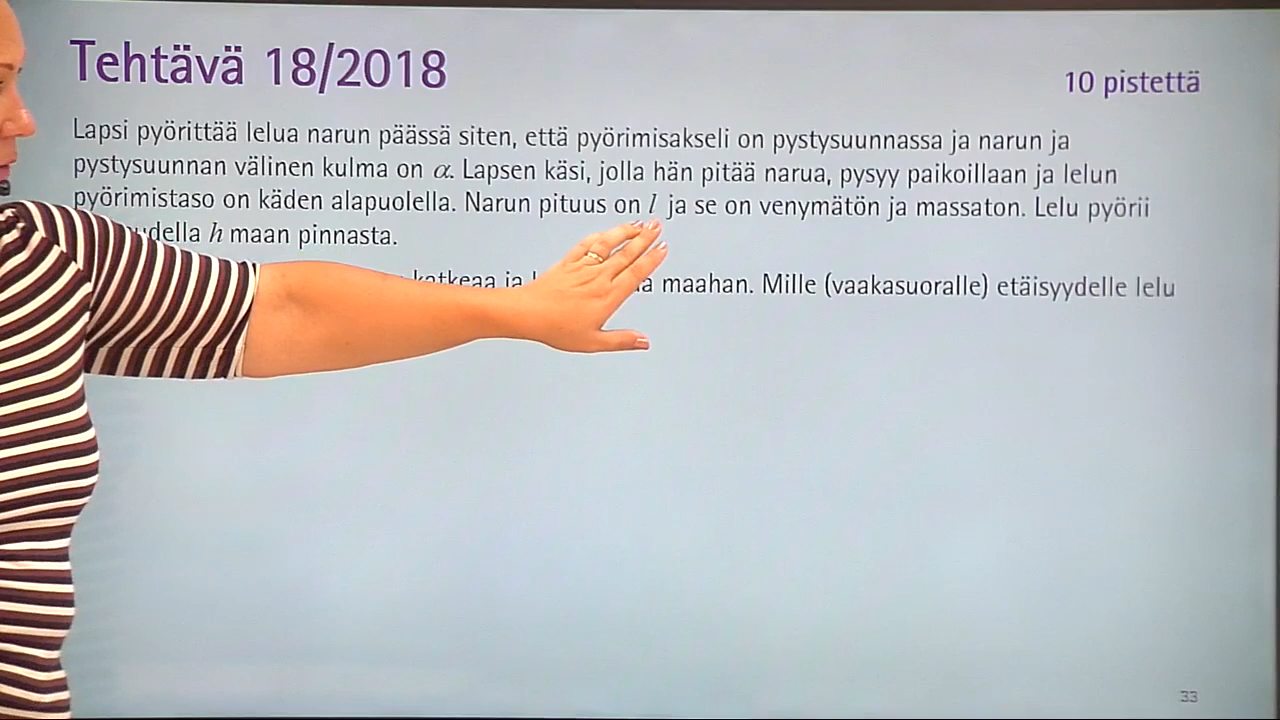 Tehtävä 18/2018
10 pistettä
Lapsi pyörittää lelua narun päässä siten, että pyörimisakseli on pystysuunnassa ja narun ja
pystysuunnan välinen kulma on α. Lapsen käsi, jolla hän pitää narua, pysyy paikoillaan ja lelun
pyörimistaso on käden alapuolella. Narun pituus on l ja se on venymätön ja massaton. Lelu pyörii
h maan pinnasta.
katkeaa ja maahan. Mille (vaakasuoralle) etäisyydelle lelu
33